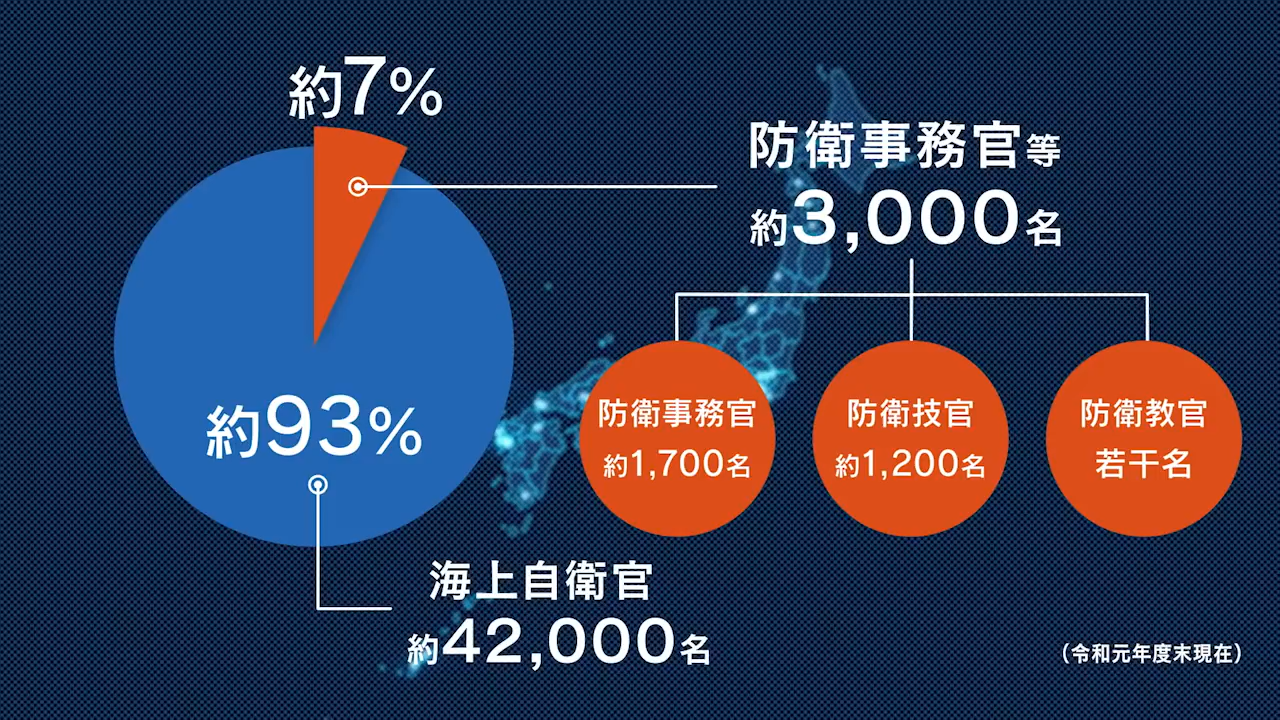 約7%
約93%
海上自衛官
約42,000名
防衛事務官等
約3,000名
防衛事務官
約1,700名
防衛技官
約1,200名
防衛教官
若干名
（令和元年度末現在）